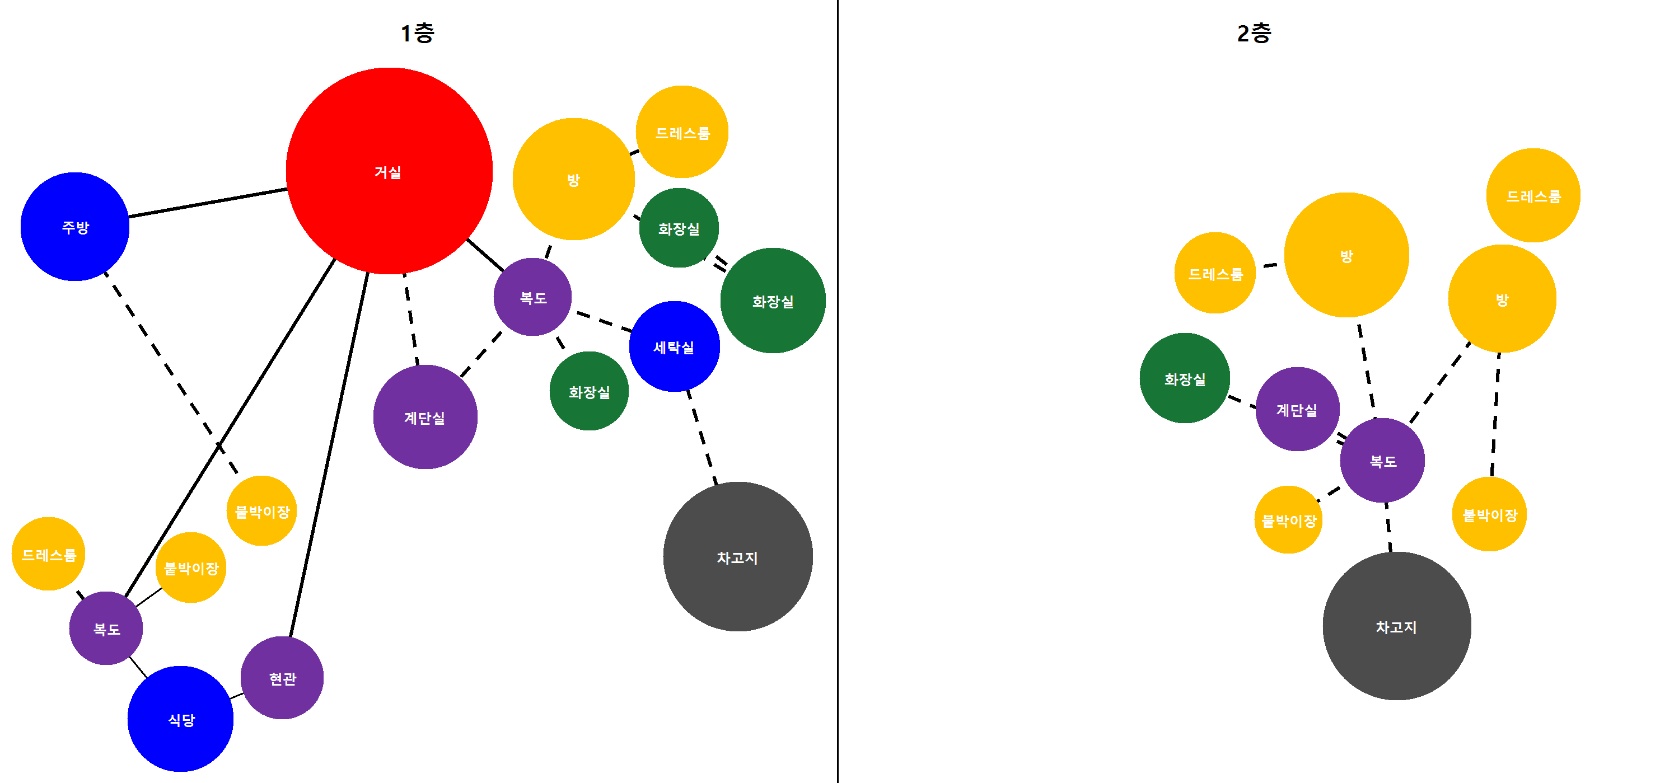 1층
거실
드레스룸
방
주방
화장실
복도
화장실
세탁실
화장실
계단실
붙박이장
드레스룸
붙박이장
차고지
복도
현관
식당
2층
드레스룸
방
드레스룸
방
화장실
계단실
복도
붙박이장
붙박이장
차고지